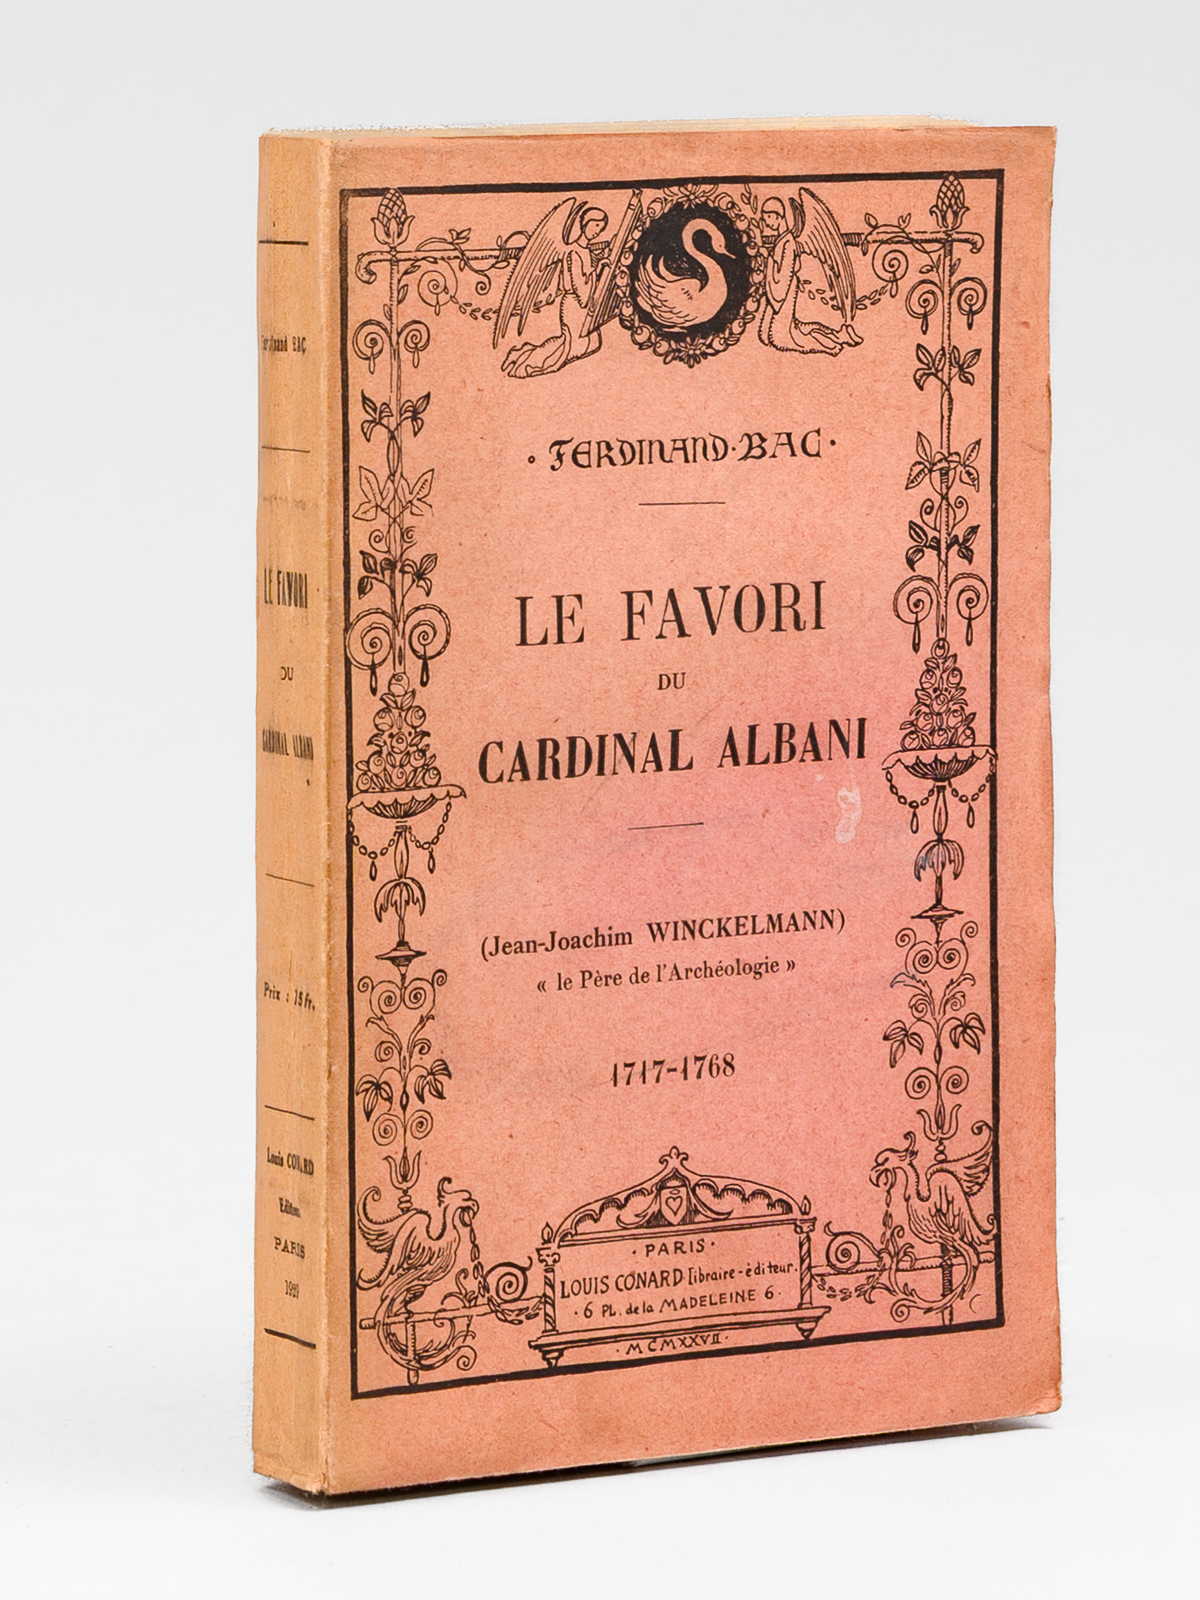 · FERDINAND · BAC ·
LE FAVORI
DU
CARDINAL ALBANI
(Jean-Joachim WINCKELMANN)
« le Père de l'Archéologie »
1717-1768
· PARIS ·
LOUIS CONARD libraire-éditeur.
· 6 PL. de la MADELEINE 6 ·
· MCMXXVII ·
Ferdinand BAC
LE FAVORI
DU
CARDINAL ALBANI
Prix : 15 fr.
Louis CONARD
PARIS